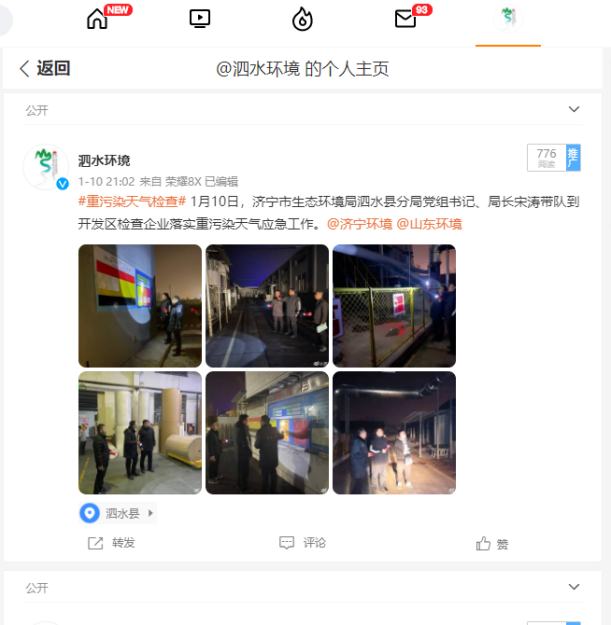 NEW
93
返回
@泗水环境 的个人主页
公开
泗水环境
776
阅读
推广
1-10 21:02 来自 荣耀8X 已编辑
#重污染天气检查# 1月10日，济宁市生态环境局泗水县分局党组书记、局长宋涛带队到
开发区检查企业落实重污染天气应急工作。@济宁环境 @山东环境
泗水县
转发
评论
赞
公开